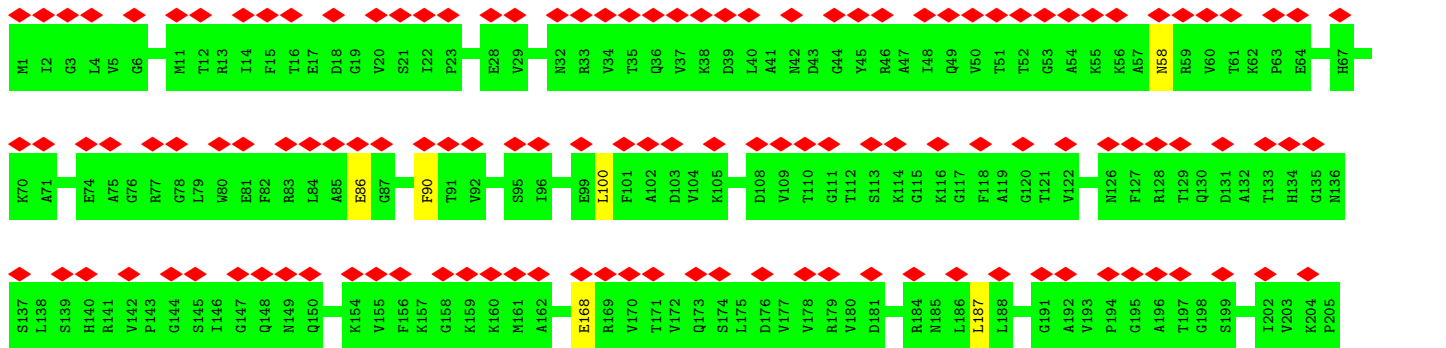 M1 I2 G3 L4 V5 G6 M11 T12 R13 I14 F15 T16 E17 D18 G19 V20 S21 I22 P23 E28 V29 N32 R33 V34 T35 Q36 V37 K38 D39 L40 A41 N42 D43 G44 Y45 R46 A47 I48 Q49 V50 T51 T52 G53 A54 K55 K56 A57 N58 R59 V60 T61 K62 P63 E64 H67
K70 A71 E74 A75 G76 R77 G78 L79 W80 E81 F82 R83 L84 A85 E86 G87 F90 T91 V92 S95 I96 E99 L100 F101 A102 D103 V104 K105 D108 V109 T110 G111 T112 S113 K114 G115 K116 G117 F118 A119 G120 T121 V122 N126 F127 R128 T129 Q130 D131 A132 T133 H134 G135 N136
S137 L138 S139 H140 R141 V142 P143 G144 S145 I146 G147 Q148 N149 Q150 K154 V155 F156 K157 G158 K159 K160 M161 A162 E168 R169 V170 T171 V172 Q173 S174 L175 D176 V177 V178 R179 V180 D181 R184 N185 L186 L187 L188 G191 A192 V193 P194 G195 A196 T197 G198 S199 I202 V203 K204 P205